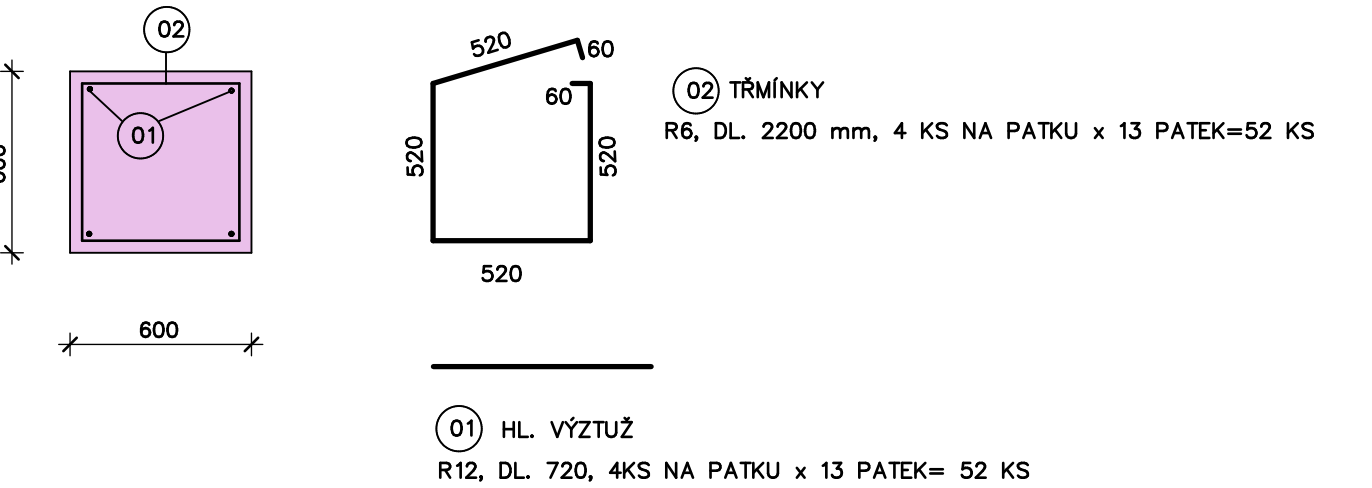 02
01
600
520
60
60
520
520
520
02 TŘMÍNKY
R6, DL. 2200 mm, 4 KS NA PATKU x 13 PATEK=52 KS
01 HL. VÝZTUŽ
R12, DL. 720, 4KS NA PATKU x 13 PATEK= 52 KS